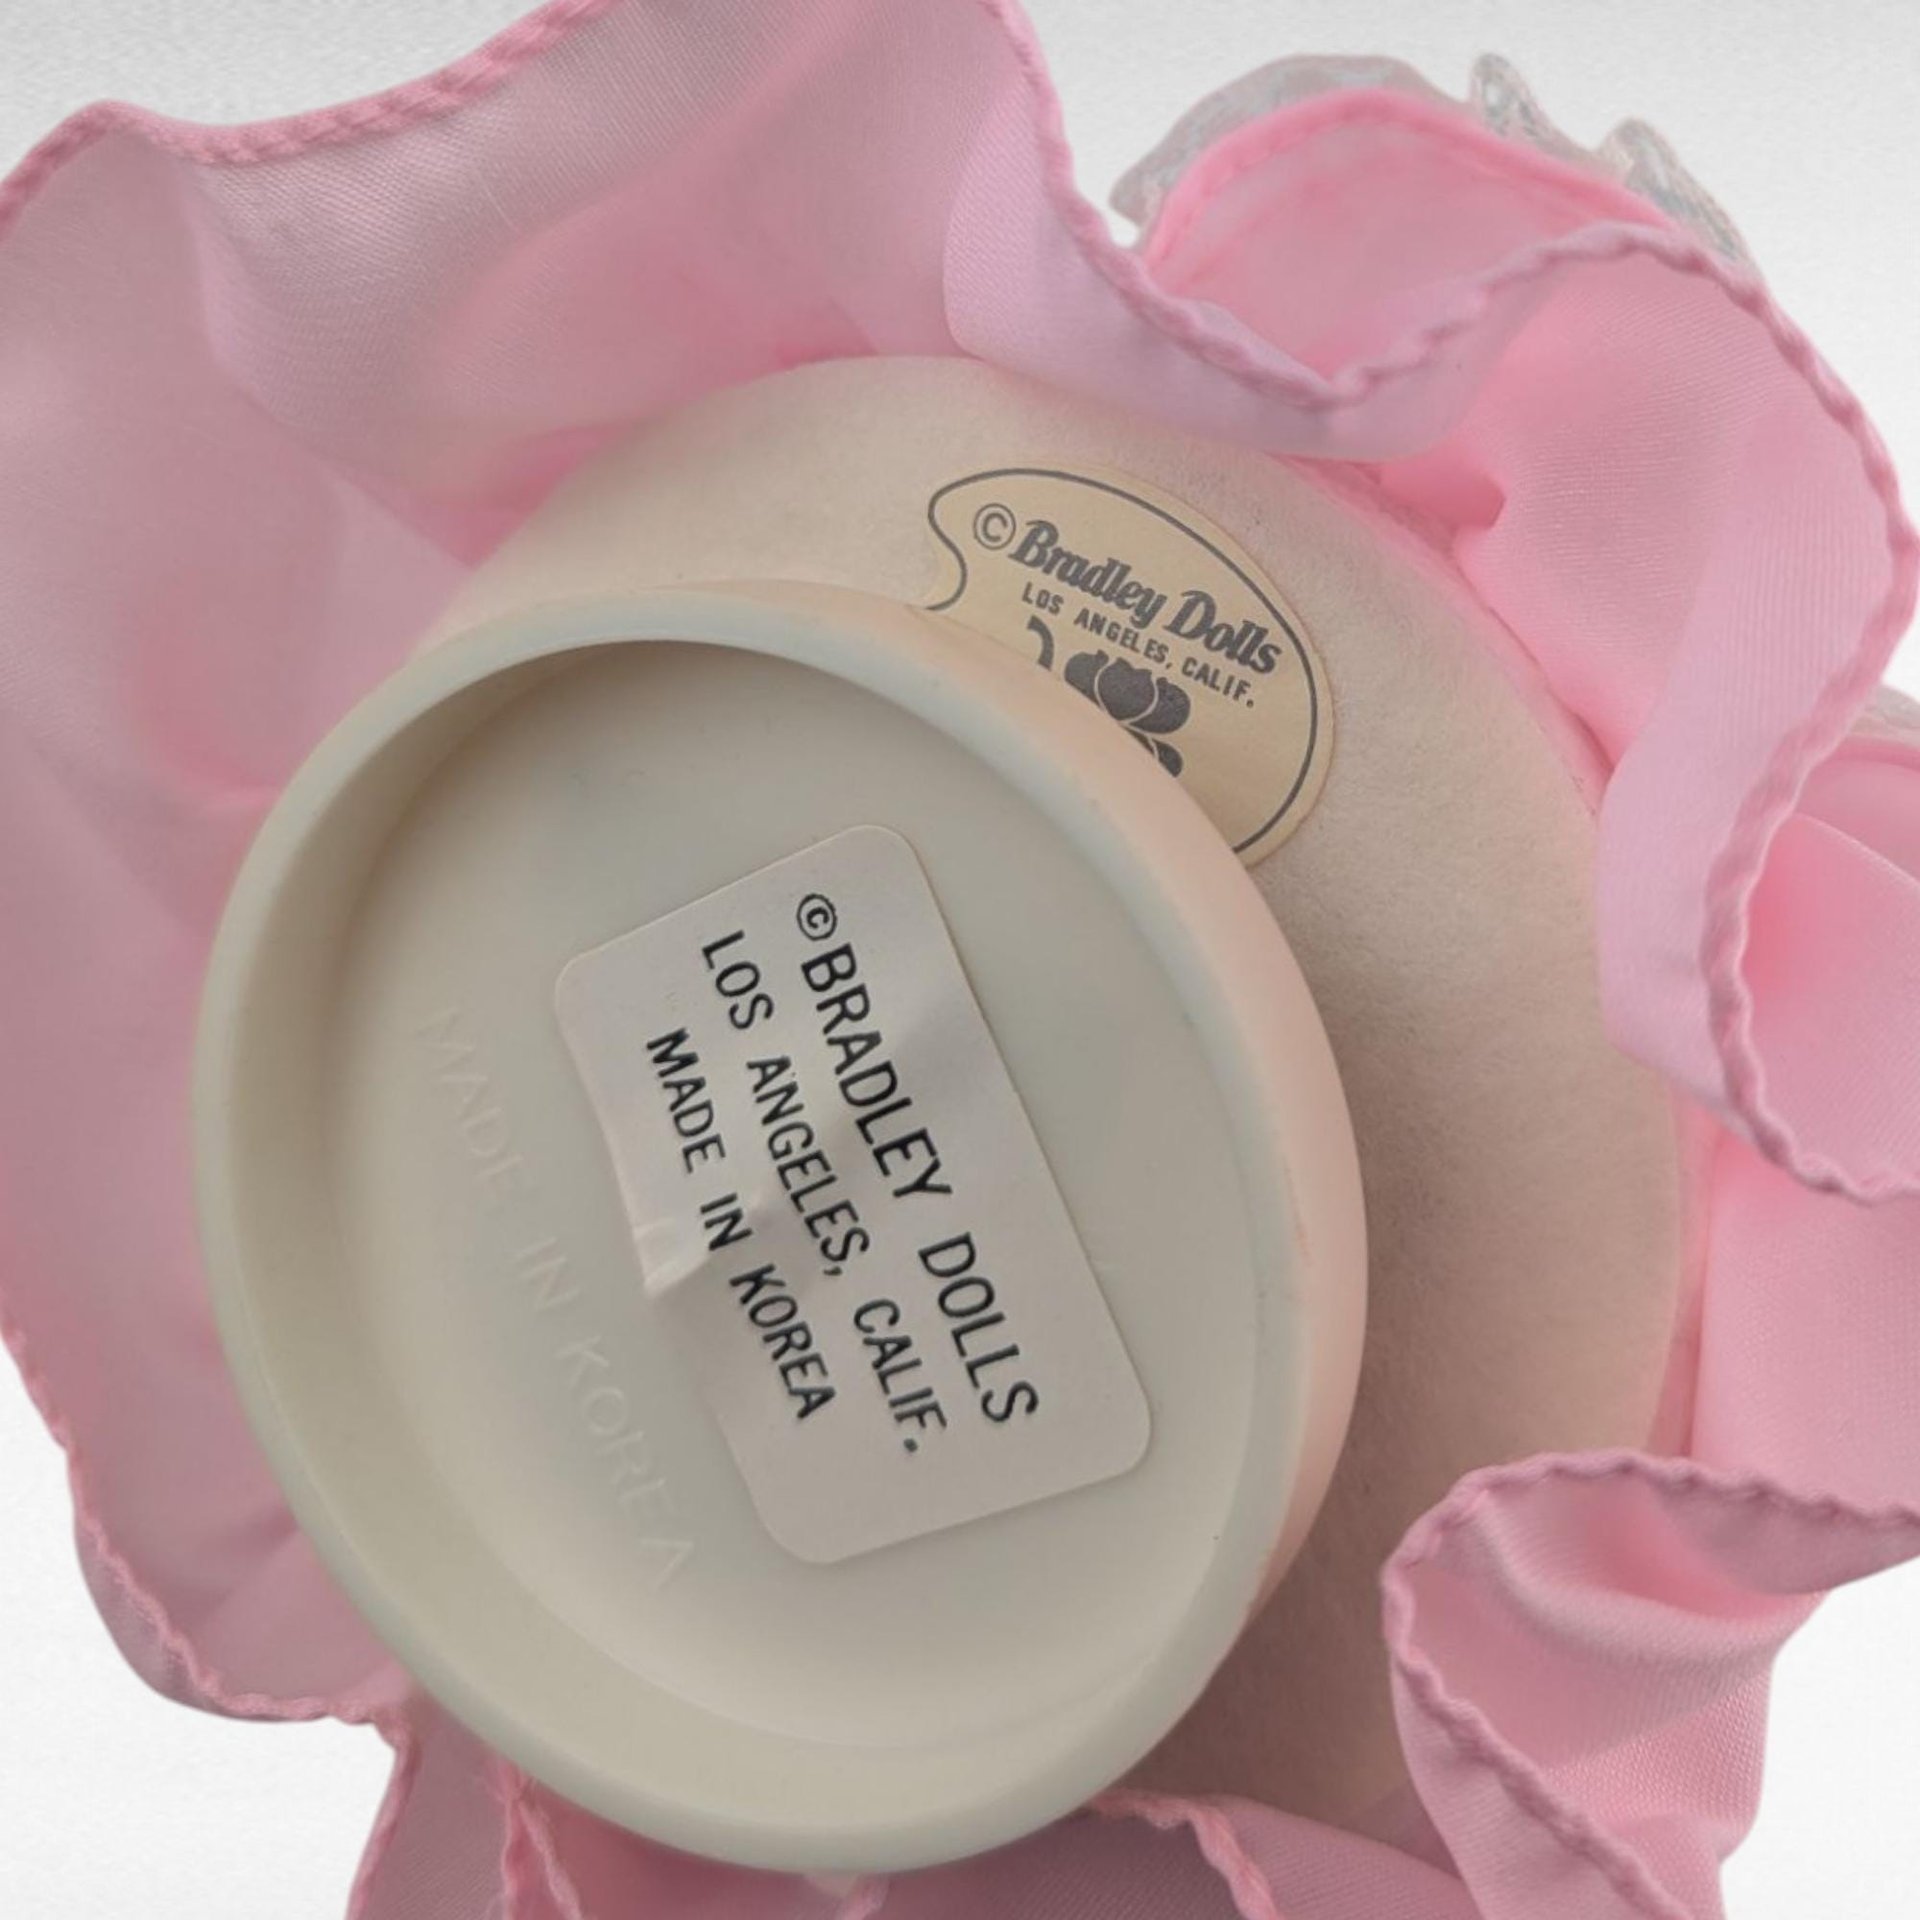 © Bradley Dolls
LOS ANGELES, CALIF.
© BRADLEY DOLLS
LOS ANGELES, CALIF.
MADE IN KOREA
MADE IN KOREA